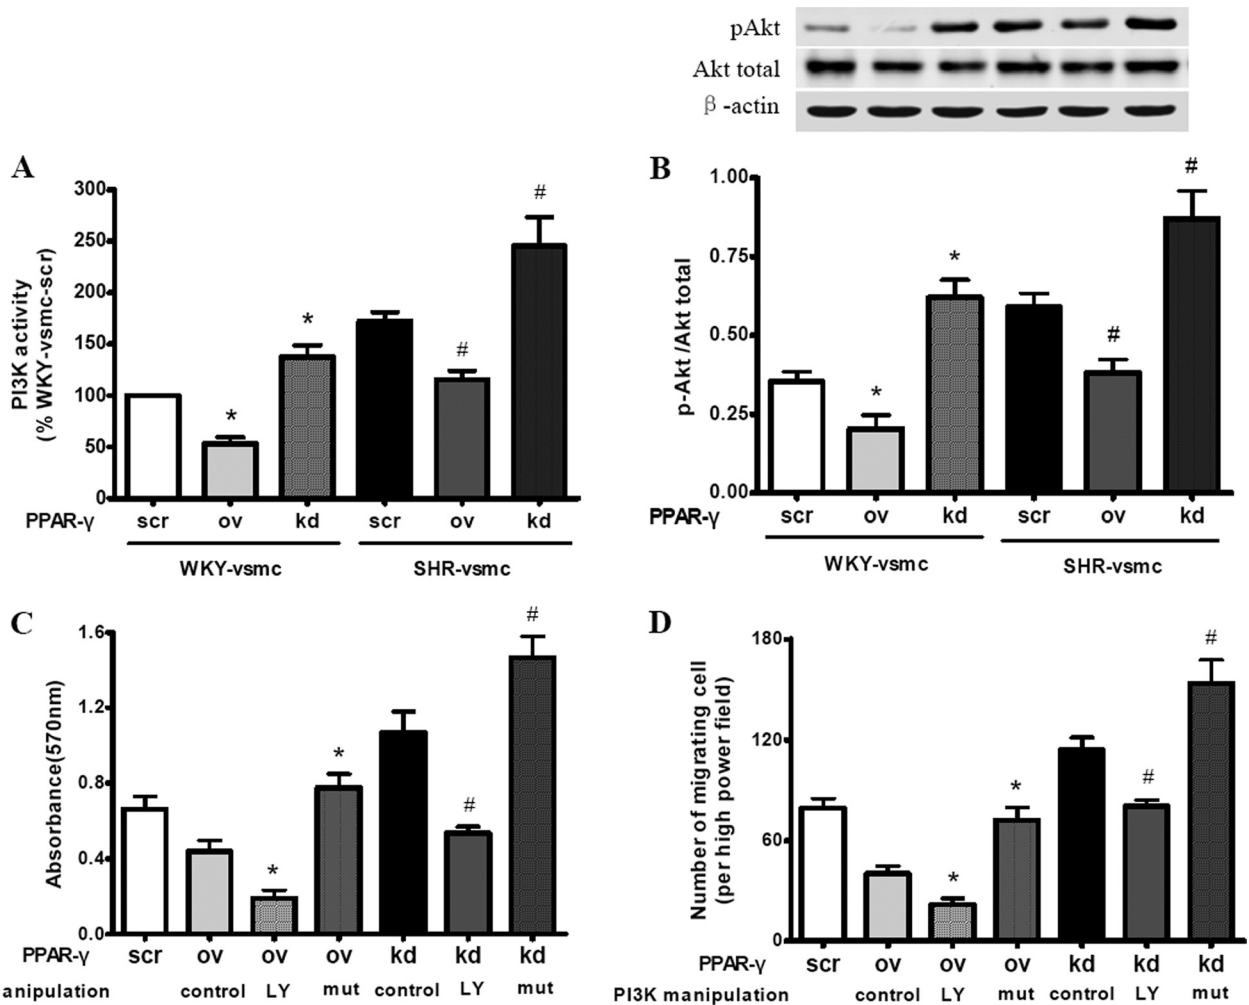 pAkt
Akt total
β-actin
A
PI3K activity
(% WKY-vsmc-scr)
300
250
200
150
100
50
0
*
*
#
#
PPAR-γ scr ov kd scr ov kd
WKY-vsmc SHR-vsmc
B
p-Akt /Akt total
1.00
0.75
0.50
0.25
0.00
*
*
#
#
PPAR-γ scr ov kd scr ov kd
WKY-vsmc SHR-vsmc
C
Absorbance(570nm)
1.6
1.2
0.8
0.4
0.0
*
*
#
#
PPAR-γ scr ov ov ov kd kd kd
anipulation control LY mut control LY mut
D
Number of migrating cell
(per high power field)
180
120
60
0
*
*
#
#
PPAR-γ scr ov ov ov kd kd kd
PI3K manipulation control LY mut control LY mut